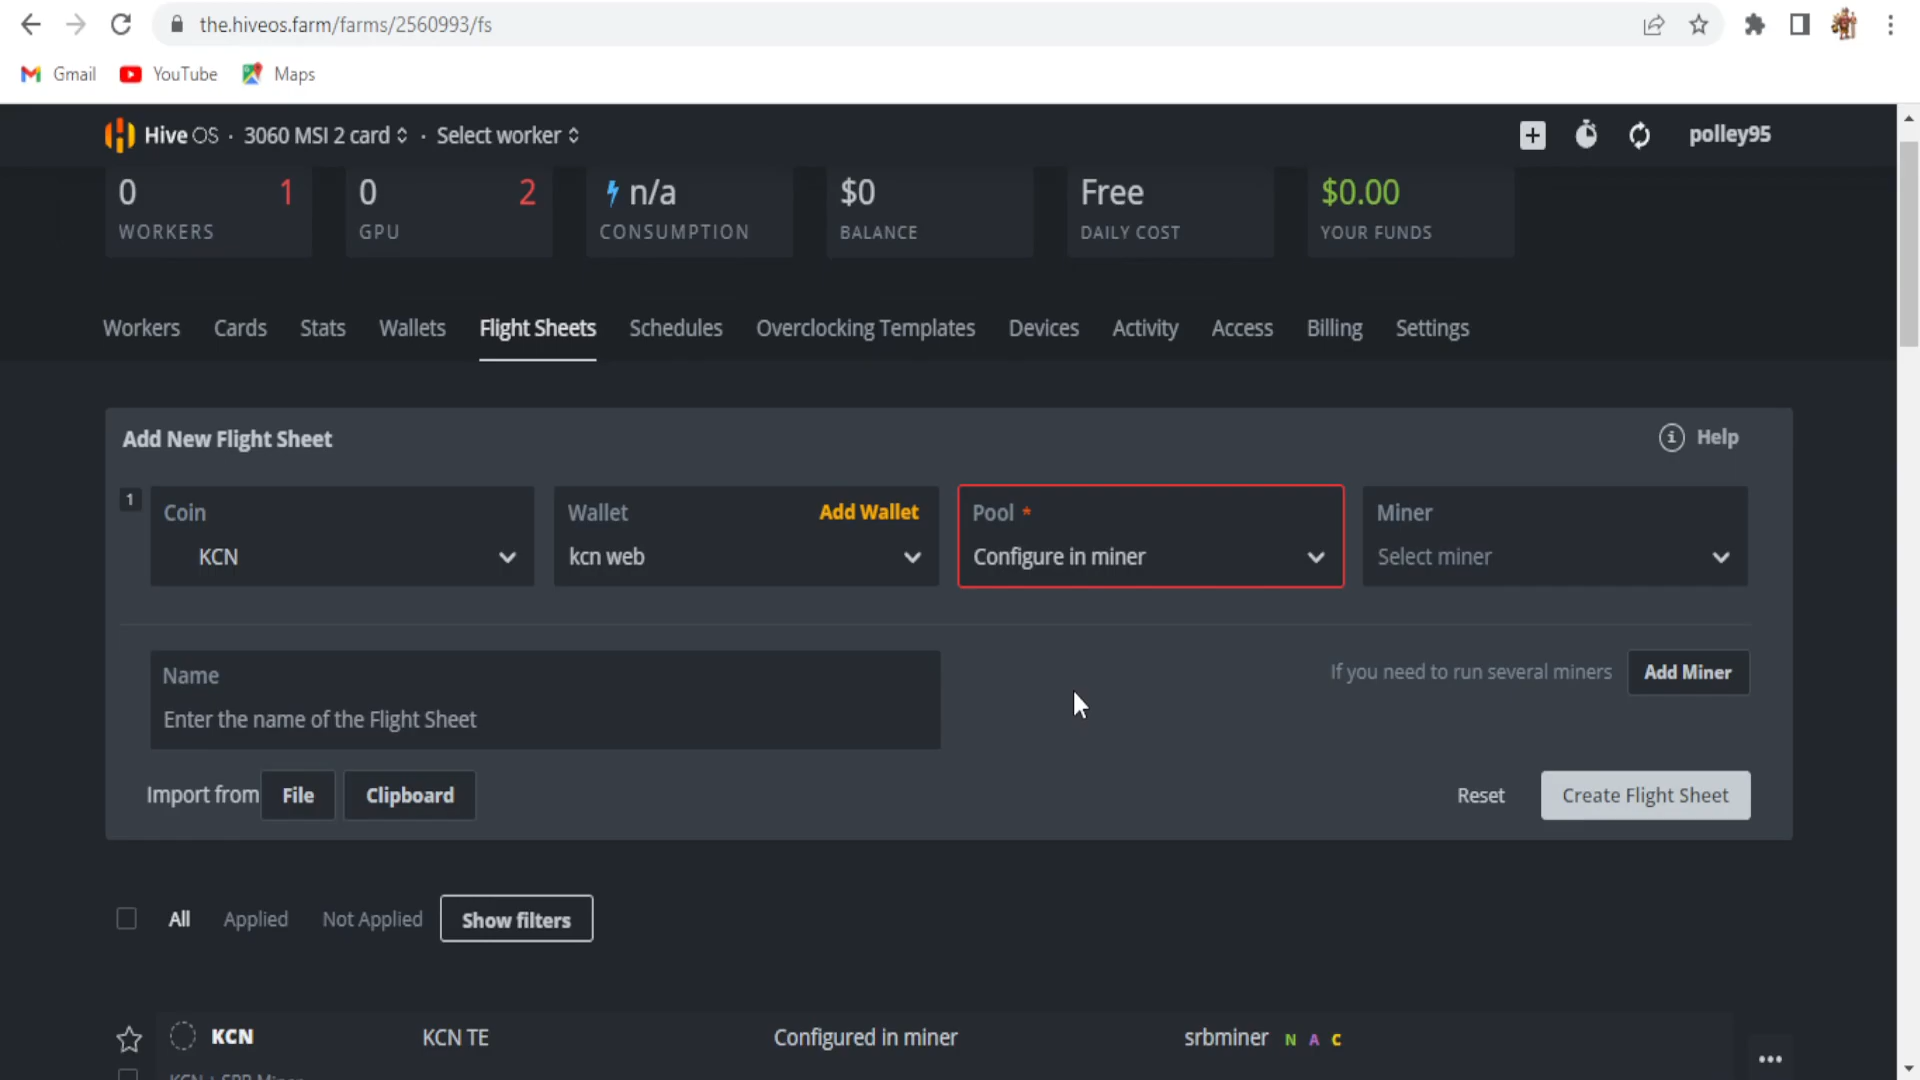 the.hiveos.farm/farms/2560993/fs
Gmail YouTube Maps
Hive OS · 3060 MSI 2 card · Select worker polley95
0 1 0 2 n/a $0 Free $0.00
WORKERS GPU CONSUMPTION BALANCE DAILY COST YOUR FUNDS
Workers Cards Stats Wallets Flight Sheets Schedules Overclocking Templates Devices Activity Access Billing Settings
Add New Flight Sheet Help
1 Coin Wallet Add Wallet Pool * Miner
KCN kcn web Configure in miner Select miner
Name If you need to run several miners Add Miner
Enter the name of the Flight Sheet
Import from File Clipboard Reset Create Flight Sheet
All Applied Not Applied Show filters
KCN KCN TE Configured in miner srbminer N A C